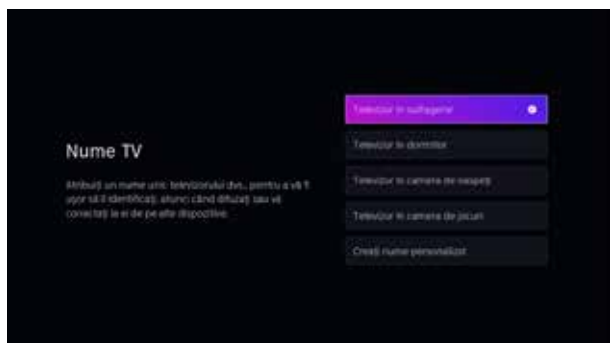 Nume TV
Atribuiți un nume unic televizorului dvs., pentru a vă fi
ușor să îl identificați, atunci când difuzați sau vă
conectați la el de pe alte dispozitive.
Televizor în sufragerie
Televizor în dormitor
Televizor în camera de oaspeți
Televizor în camera de jocuri
Creați nume personalizat